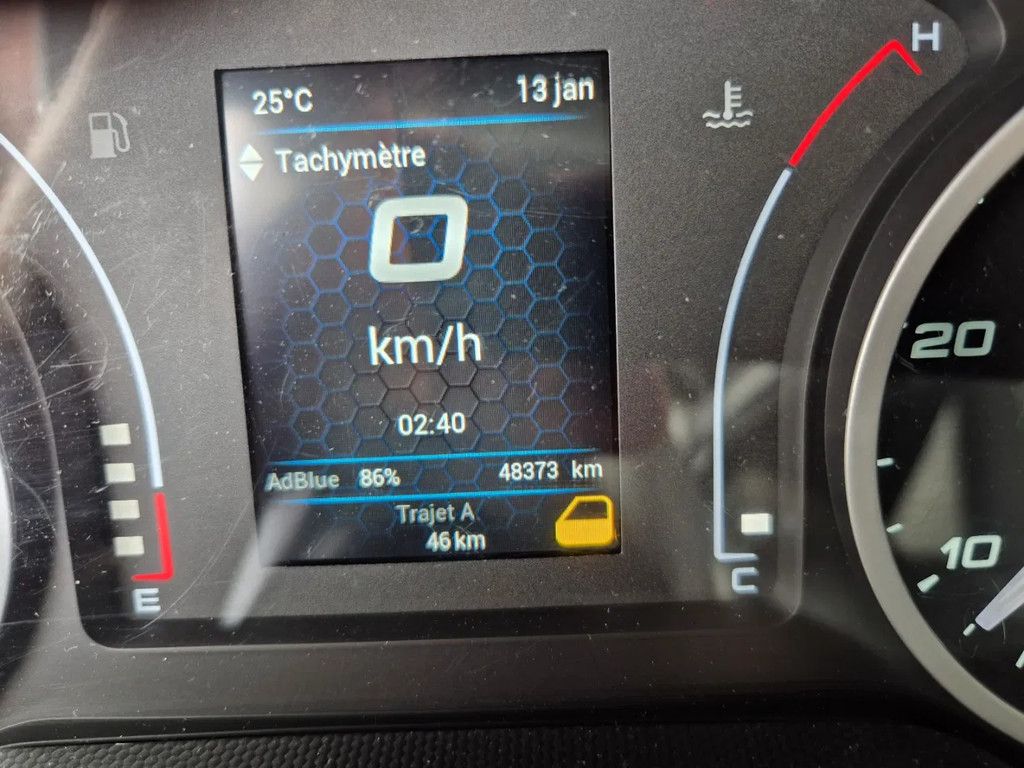 H
25°C 13 jan
Tachymètre
0
km/h
20
02:40
AdBlue 86% 48373 km
Trajet A
46 km
10
C
E